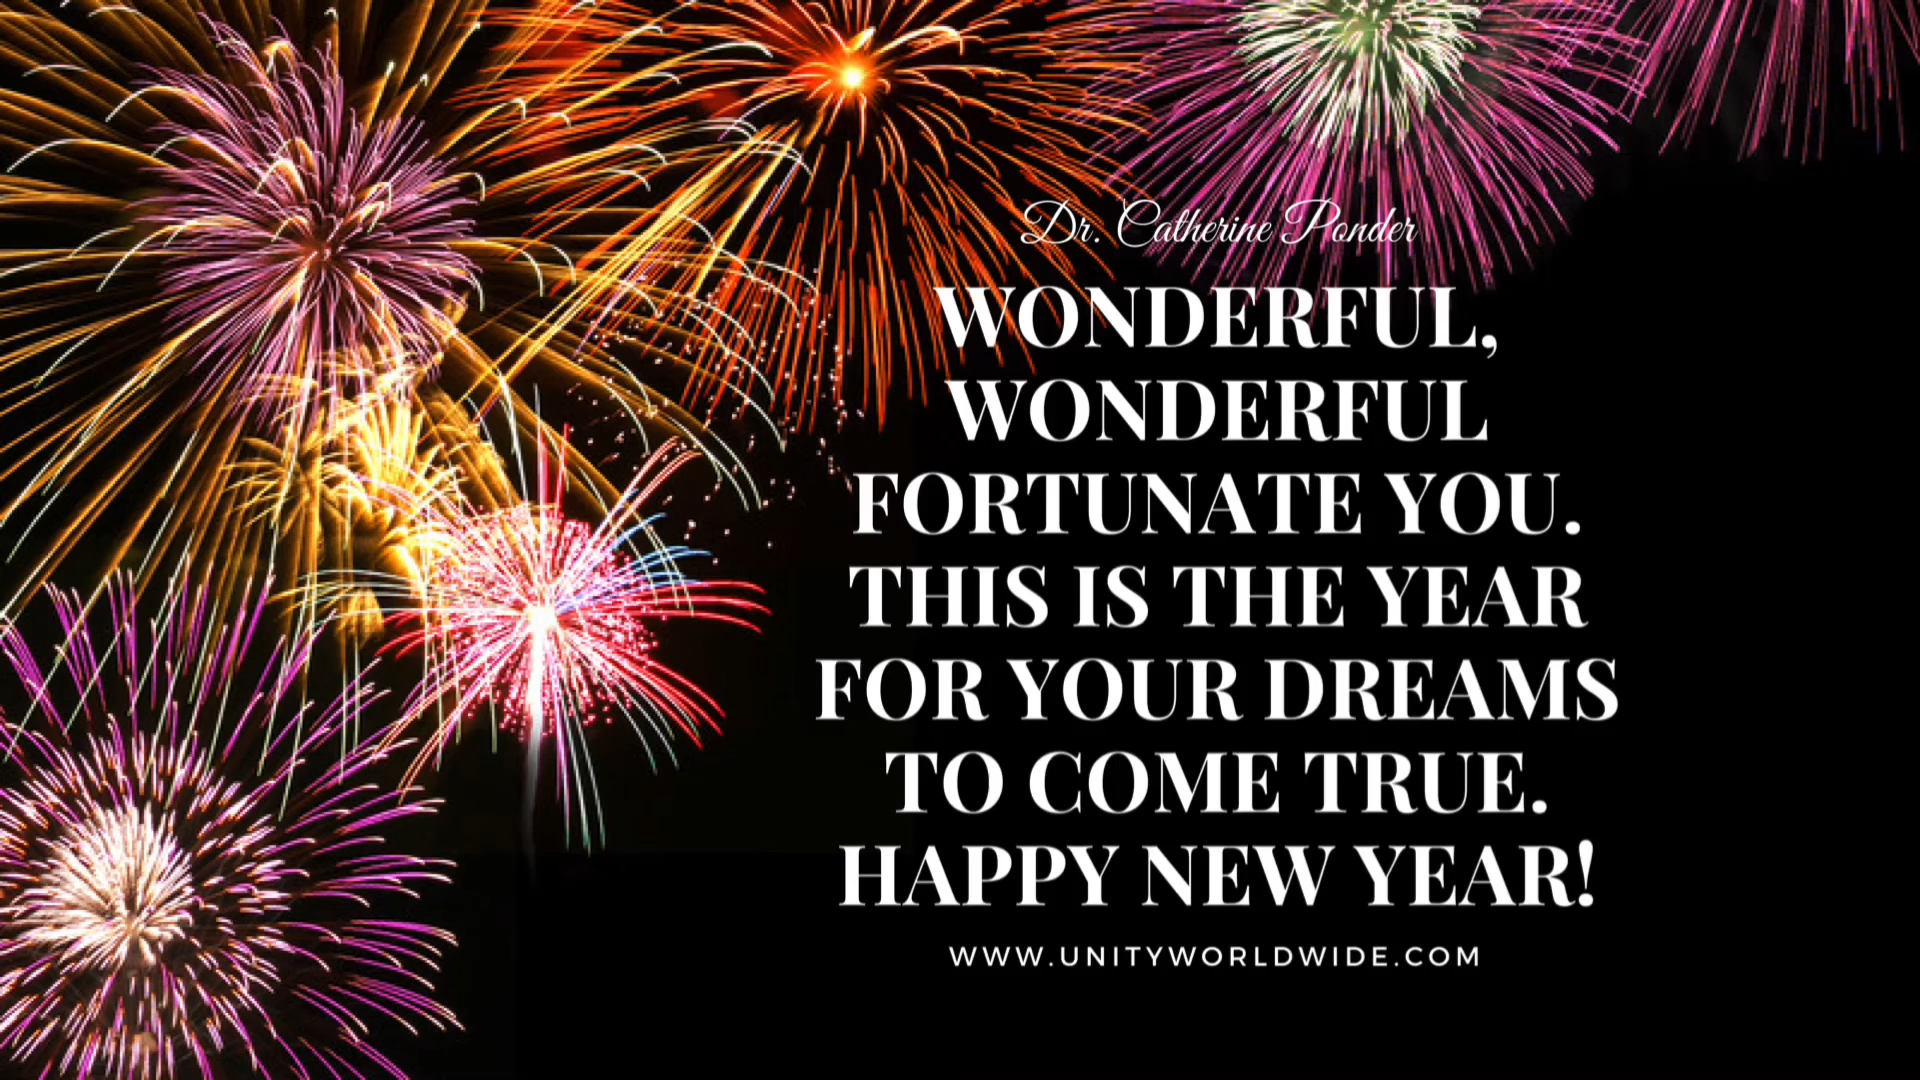 Dr. Catherine Ponder
WONDERFUL,
WONDERFUL
FORTUNATE YOU.
THIS IS THE YEAR
FOR YOUR DREAMS
TO COME TRUE.
HAPPY NEW YEAR!
WWW.UNITYWORLDWIDE.COM